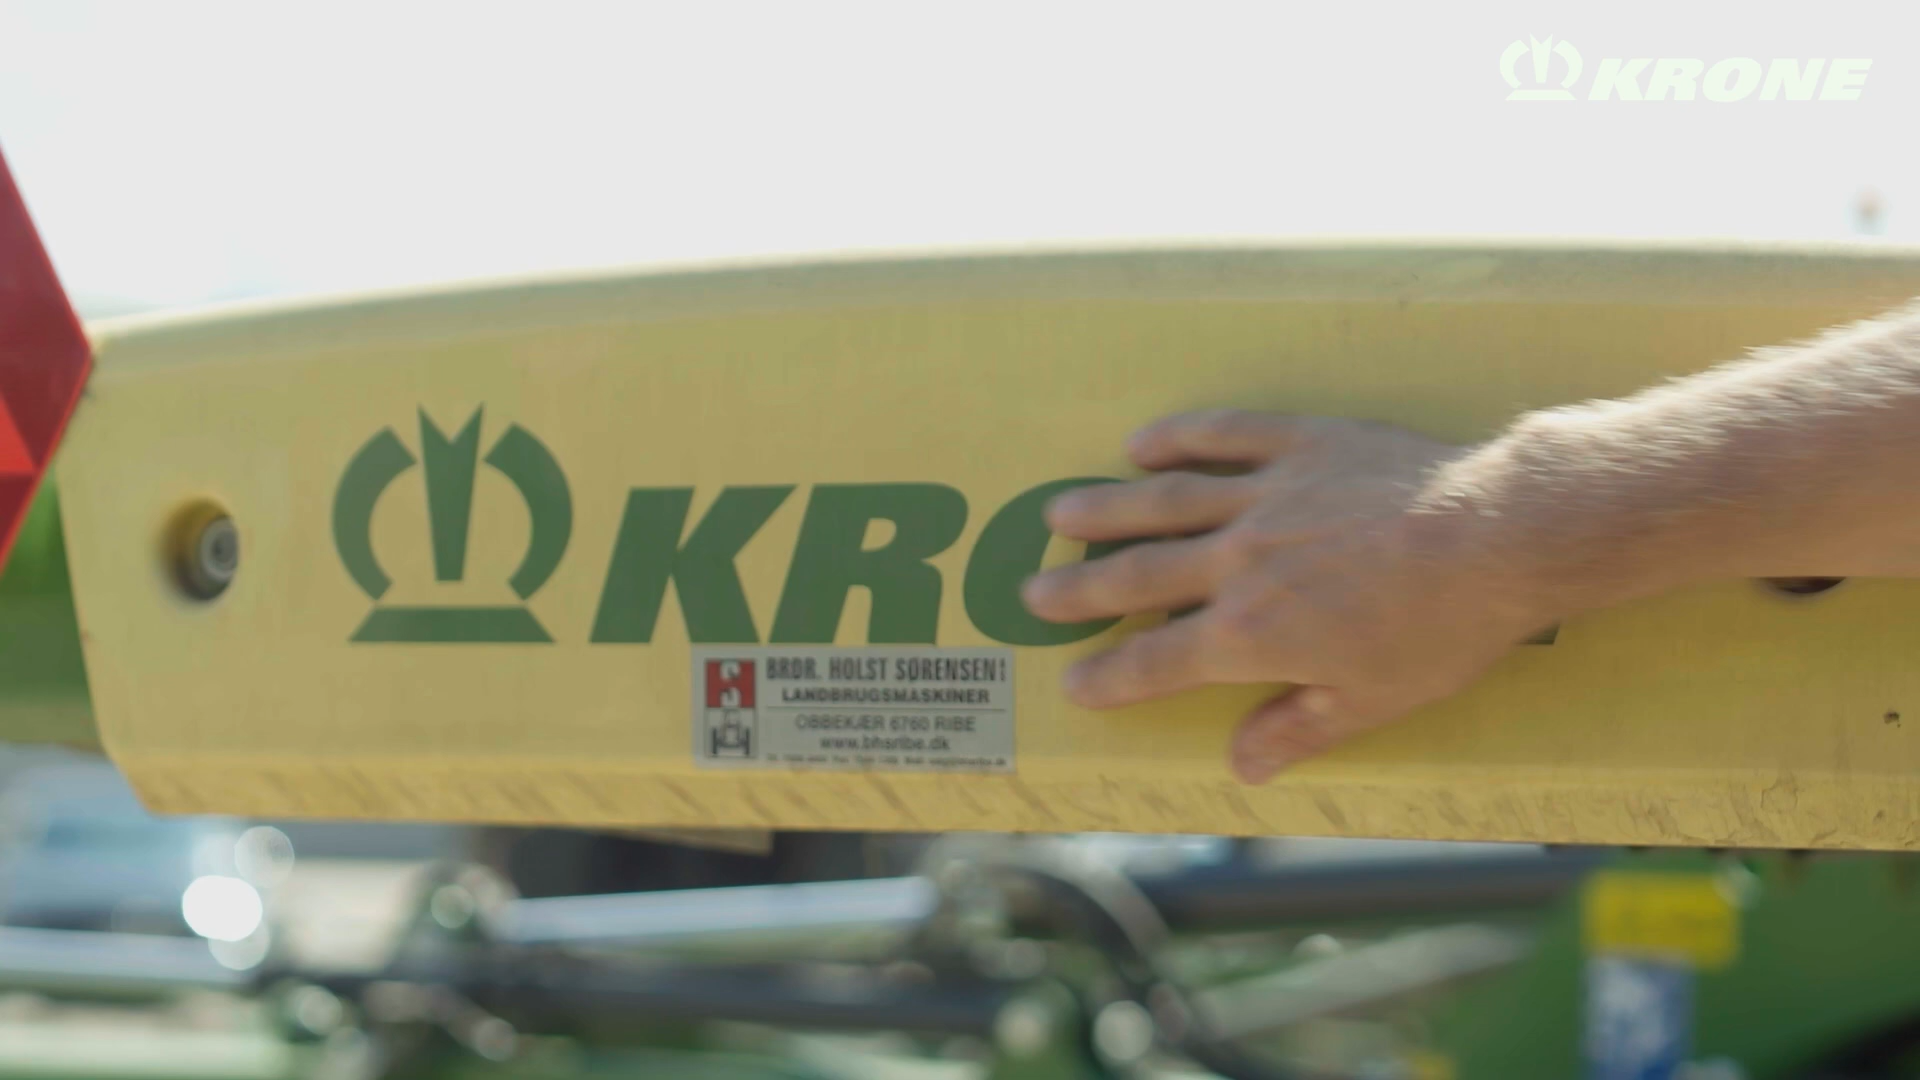 KRONE
KRO
BRDR. HOLST SØRENSEN
LANDBRUGSMASKINER
OBBEKÆR 6760 RIBE
www.bhsribe.dk